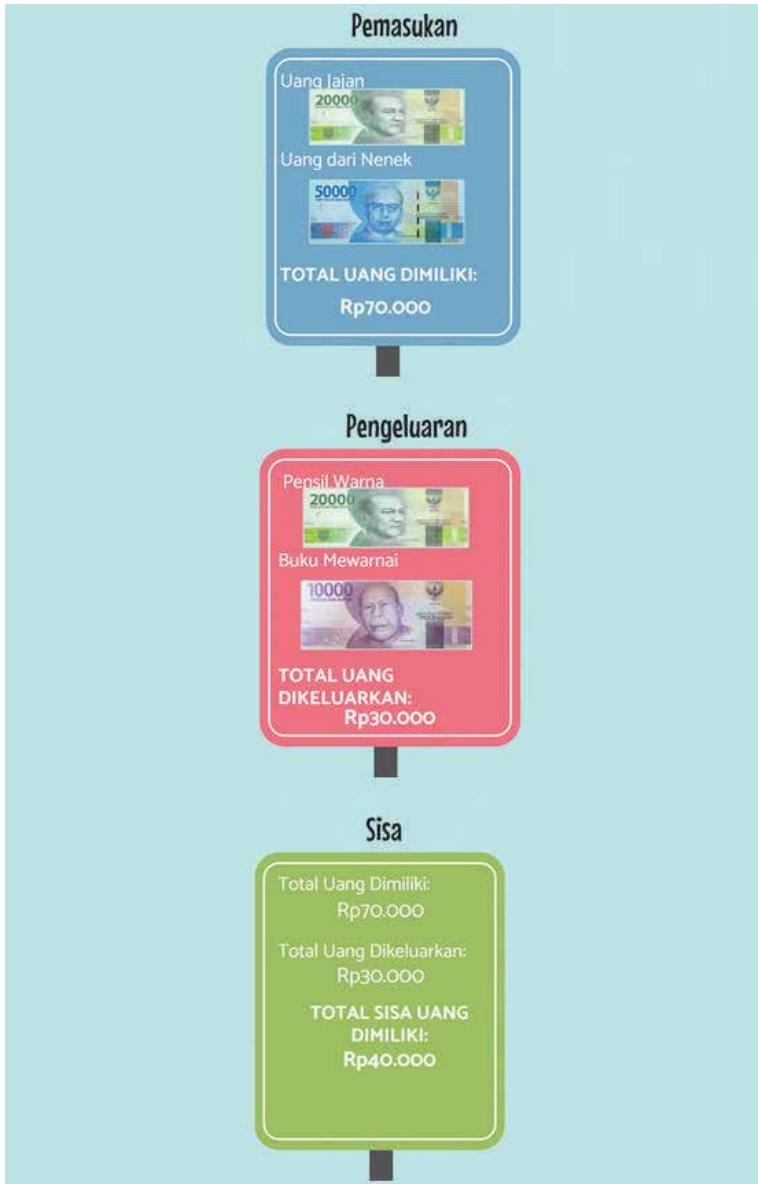 Pemasukan
Uang Jajan
20000
Uang dari Nenek
50000
TOTAL UANG DIMILIKI:
Rp70.000
Pengeluaran
Pensil Warna
20000
Buku Mewarnai
10000
TOTAL UANG
DIKELUARKAN:
Rp30.000
Sisa
Total Uang Dimiliki:
Rp70.000
Total Uang Dikeluarkan:
Rp30.000
TOTAL SISA UANG
DIMILIKI:
Rp40.000